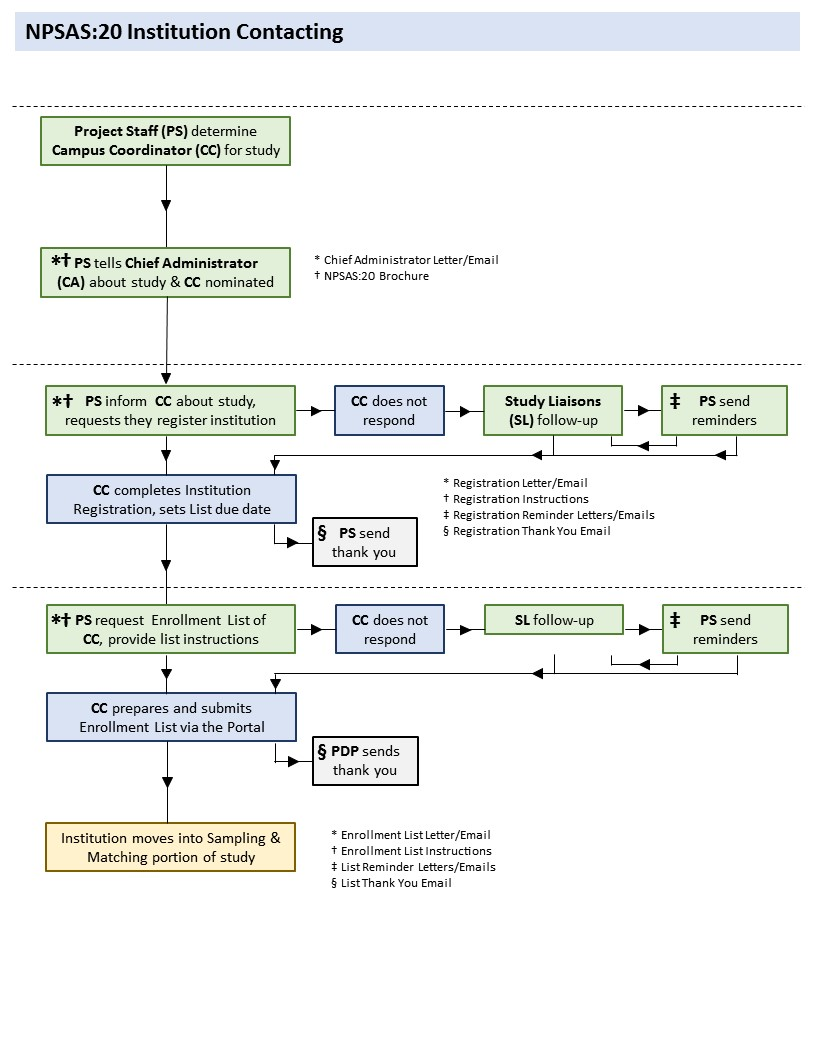 NPSAS:20 Institution Contacting
Project Staff (PS) determine
Campus Coordinator (CC) for study
*† PS tells Chief Administrator
(CA) about study & CC nominated
* Chief Administrator Letter/Email
† NPSAS:20 Brochure
*† PS inform CC about study,
requests they register institution
CC does not
respond
Study Liaisons
(SL) follow-up
‡ PS send
reminders
CC completes Institution
Registration, sets List due date
* Registration Letter/Email
† Registration Instructions
‡ Registration Reminder Letters/Emails
§ Registration Thank You Email
§ PS send
thank you
*† PS request Enrollment List of
CC, provide list instructions
CC does not
respond
SL follow-up
‡ PS send
reminders
CC prepares and submits
Enrollment List via the Portal
§ PDP sends
thank you
Institution moves into Sampling &
Matching portion of study
* Enrollment List Letter/Email
† Enrollment List Instructions
‡ List Reminder Letters/Emails
§ List Thank You Email